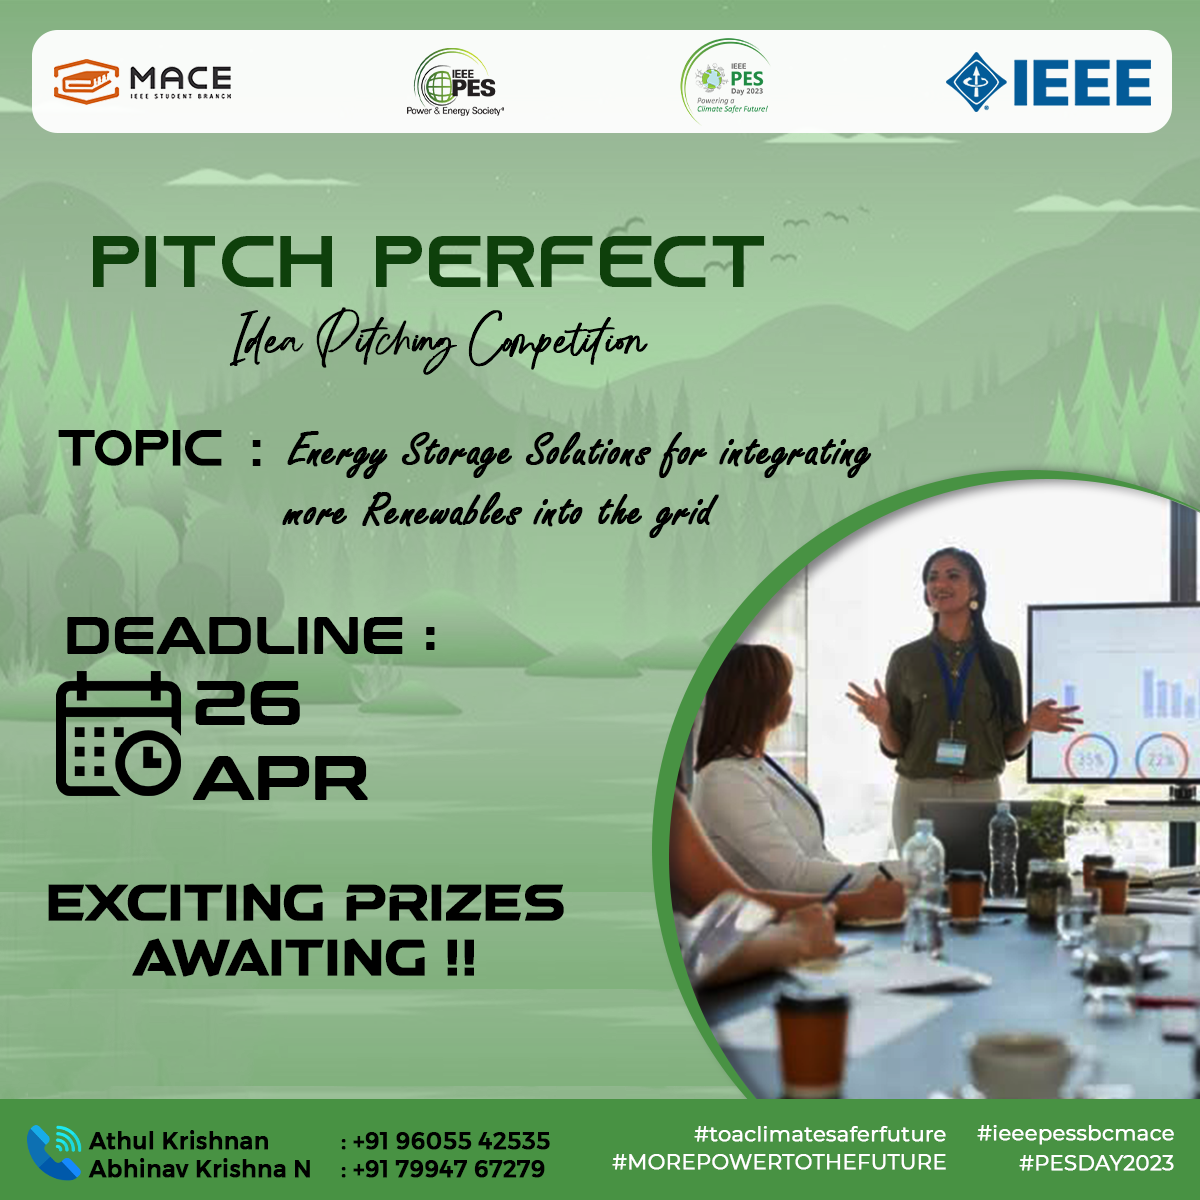 MACE
IEEE STUDENT BRANCH
IEEE
PES
Power & Energy Society®
IEEE
PES
Day 2023
Powering a
Climate Safer Future!
IEEE
PITCH PERFECT
Idea Pitching Competition
TOPIC : Energy Storage Solutions for integrating
more Renewables into the grid
DEADLINE :
26
APR
EXCITING PRIZES
AWAITING !!
35%
22%
Athul Krishnan : +91 96055 42535
Abhinav Krishna N : +91 79947 67279
#toaclimatesaferfuture
#MOREPOWERTOTHEFUTURE
#ieeepessbcmace
#PESDAY2023